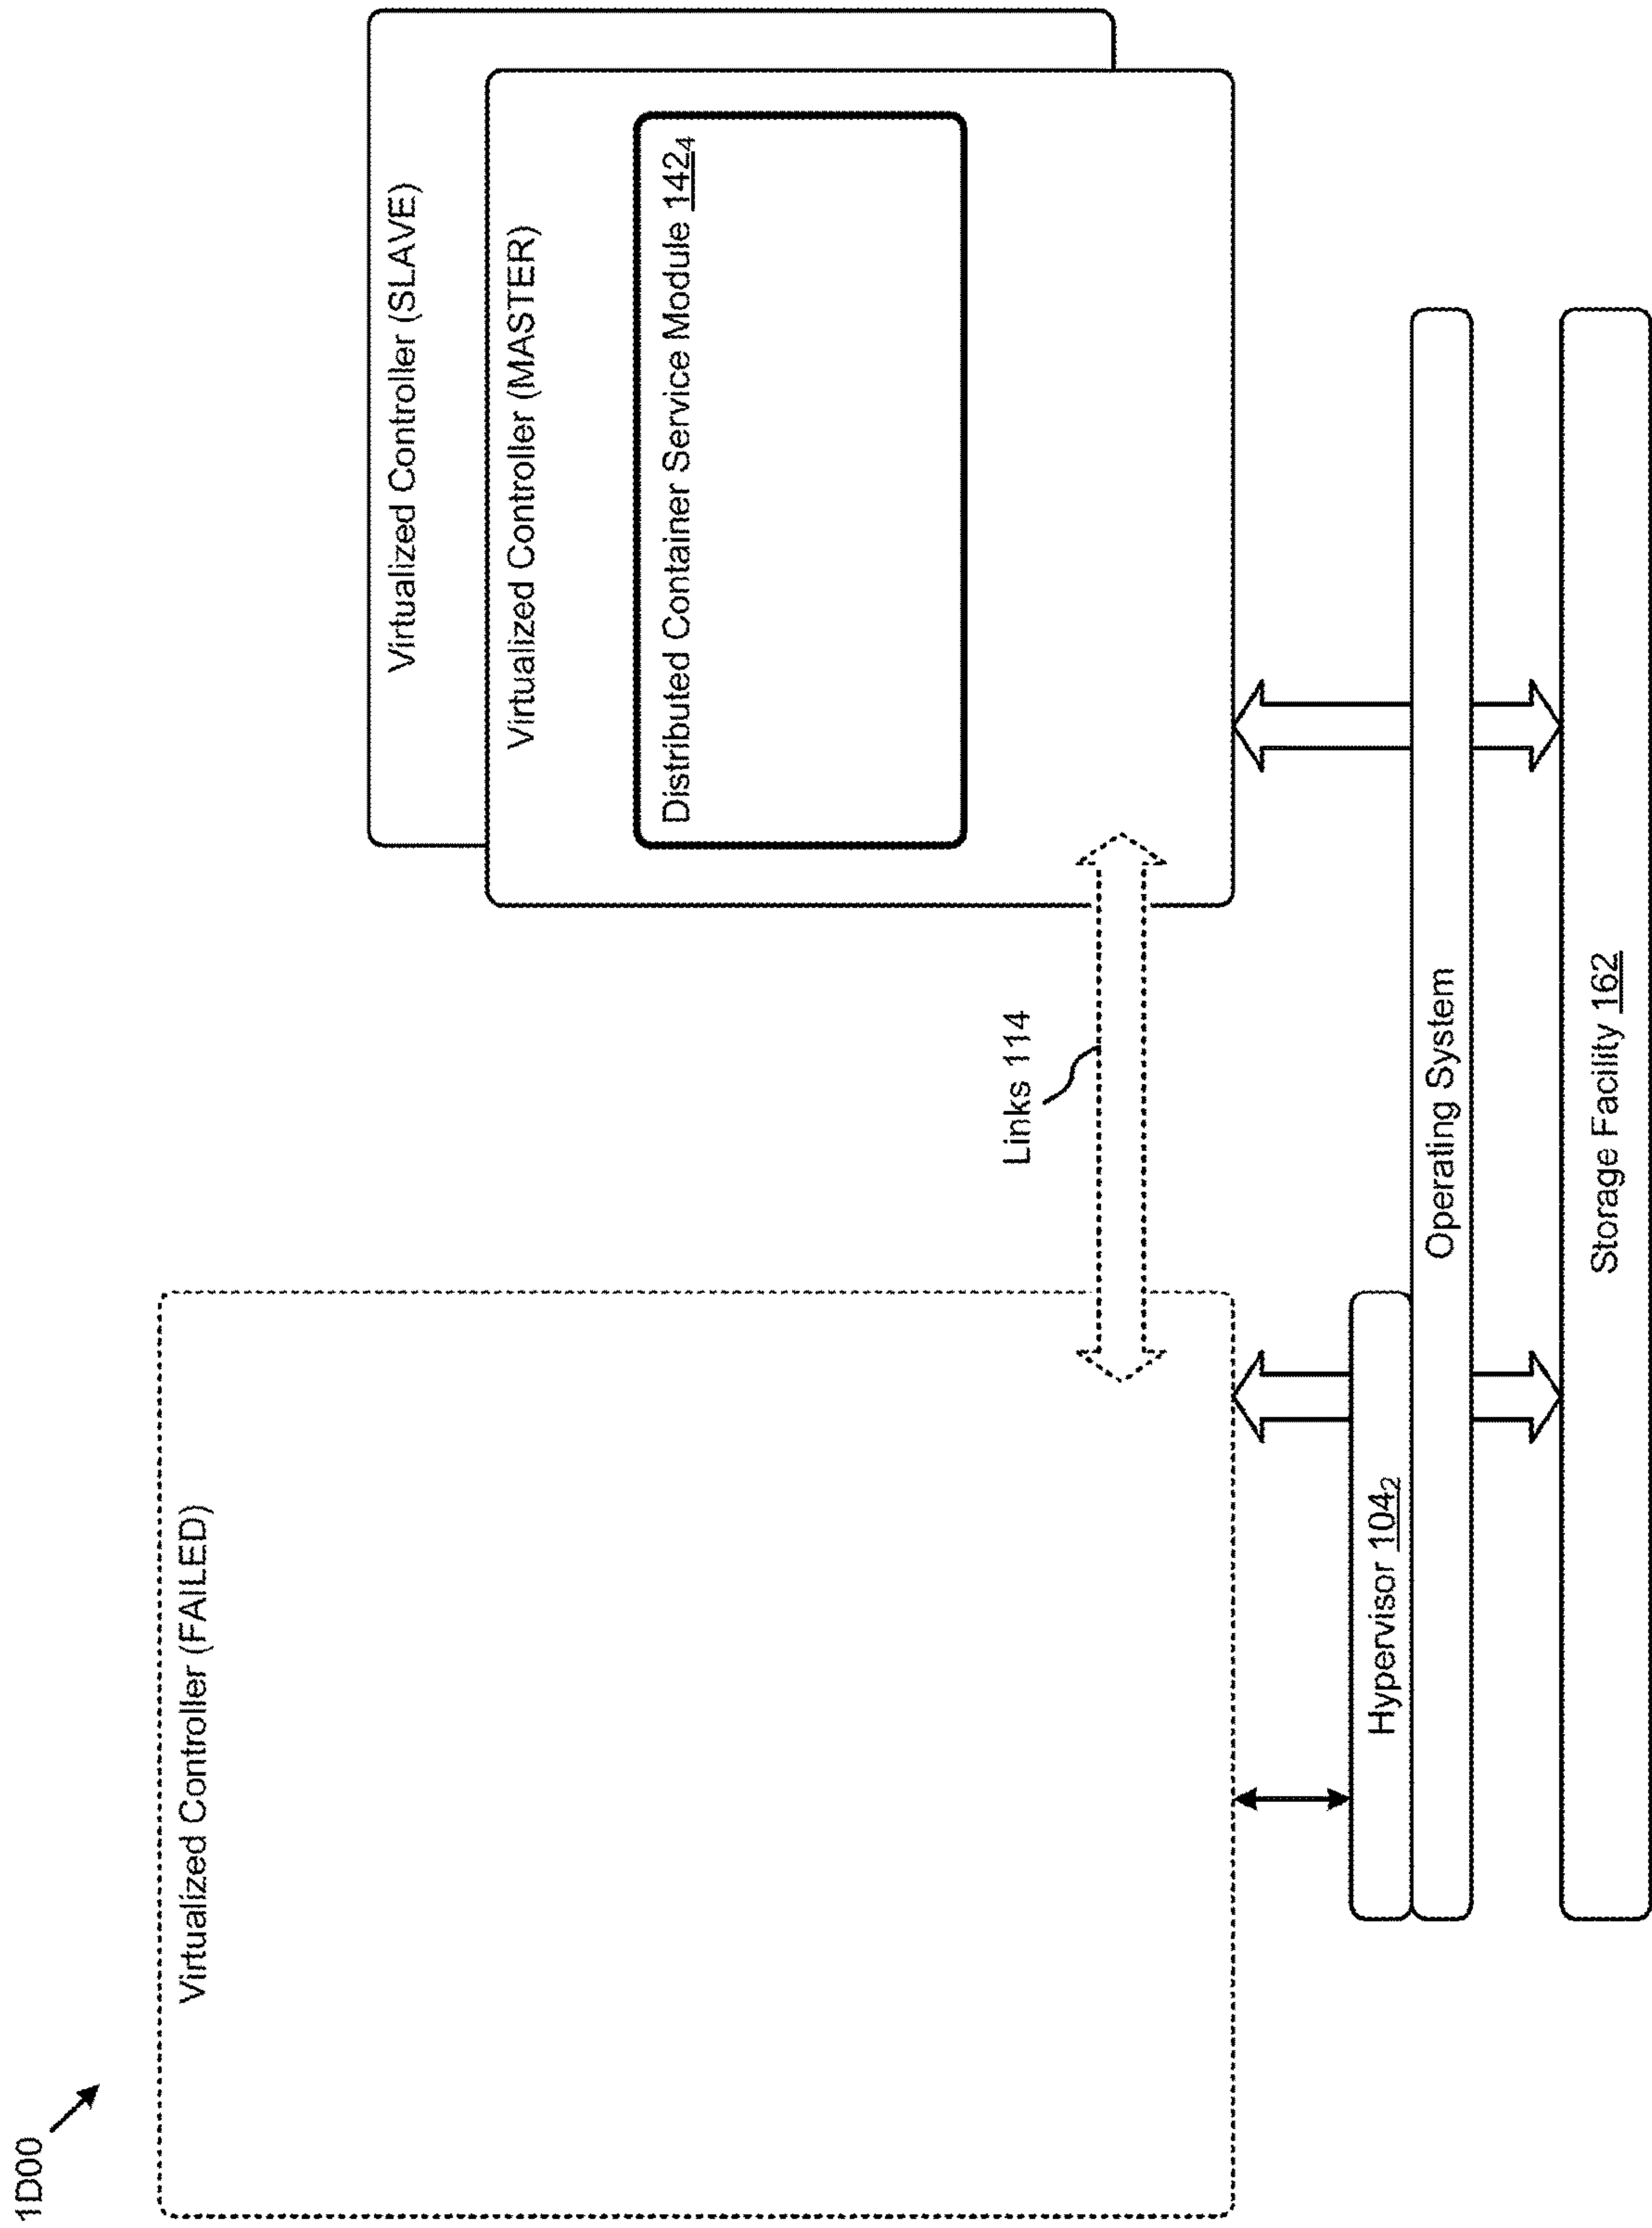 1D00
Virtualized Controller (FAILED)
Virtualized Controller (SLAVE)
Virtualized Controller (MASTER)
Distributed Container Service Module 142₄
Links 114
Hypervisor 104₂
Operating System
Storage Facility 162